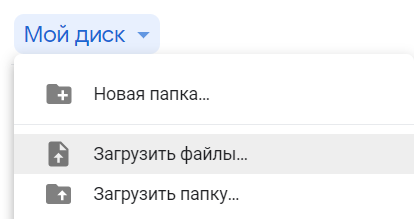 Мой диск
Новая папка...
Загрузить файлы...
Загрузить папку...